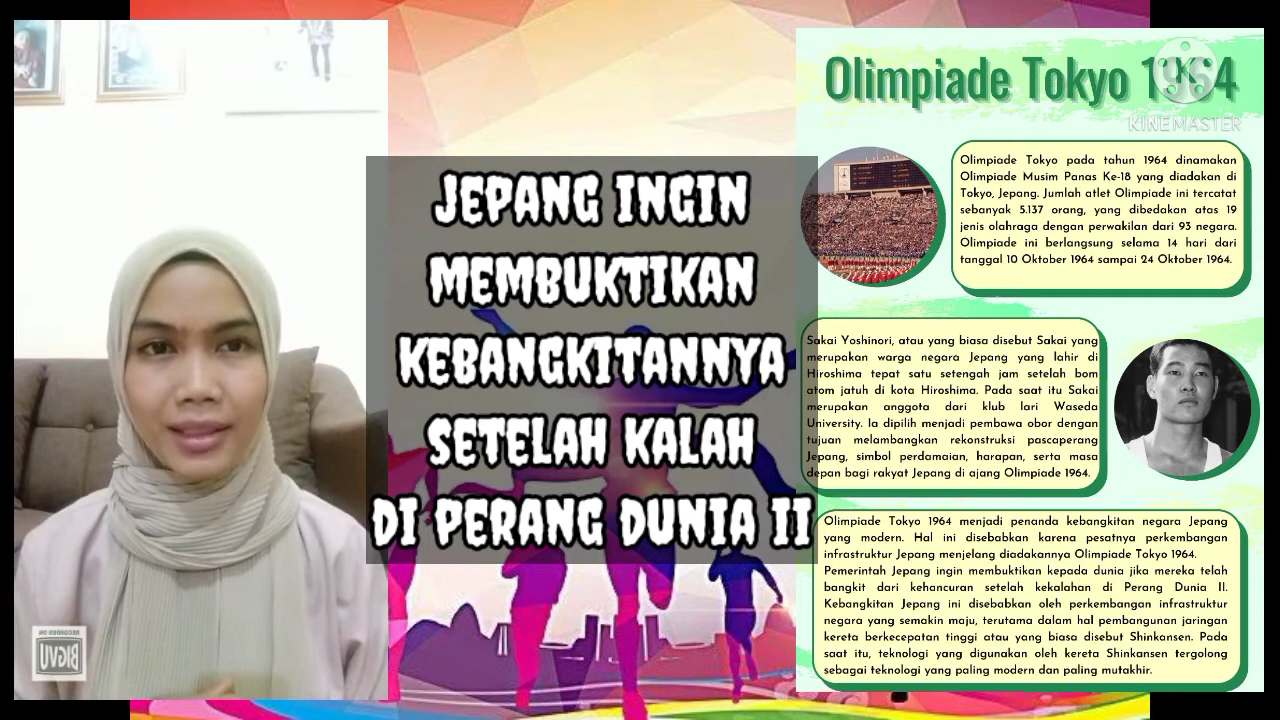 JEPANG INGIN
MEMBUKTIKAN
KEBANGKITANNYA
SETELAH KALAH
DI PERANG DUNIA II
Olimpiade Tokyo 1964
KINEMASTER
Olimpiade Tokyo pada tahun 1964 dinamakan
Olimpiade Musim Panas Ke-18 yang diadakan di
Tokyo, Jepang. Jumlah atlet Olimpiade ini tercatat
sebanyak 5.137 orang, yang dibedakan atas 19
jenis olahraga dengan perwakilan dari 93 negara.
Olimpiade ini berlangsung selama 14 hari dari
tanggal 10 Oktober 1964 sampai 24 Oktober 1964.
Sakai Yoshinori, atau yang biasa disebut Sakai yang
merupakan warga negara Jepang yang lahir di
Hiroshima tepat satu setengah jam setelah bom
atom jatuh di kota Hiroshima. Pada saat itu Sakai
merupakan anggota dari klub lari Waseda
University. Ia dipilih menjadi pembawa obor dengan
tujuan melambangkan rekonstruksi pascaperang
Jepang, simbol perdamaian, harapan, serta masa
depan bagi rakyat Jepang di ajang Olimpiade 1964.
Olimpiade Tokyo 1964 menjadi penanda kebangkitan negara Jepang
yang modern. Hal ini disebabkan karena pesatnya perkembangan
infrastruktur Jepang menjelang diadakannya Olimpiade Tokyo 1964.
Pemerintah Jepang ingin membuktikan kepada dunia jika mereka telah
bangkit dari kehancuran setelah kekalahan di Perang Dunia II.
Kebangkitan Jepang ini disebabkan oleh perkembangan infrastruktur
negara yang semakin maju, terutama dalam hal pembangunan jaringan
kereta berkecepatan tinggi atau yang biasa disebut Shinkansen. Pada
saat itu, teknologi yang digunakan oleh kereta Shinkansen tergolong
sebagai teknologi yang paling modern dan paling mutakhir.
RECORDED ON
BIGVU